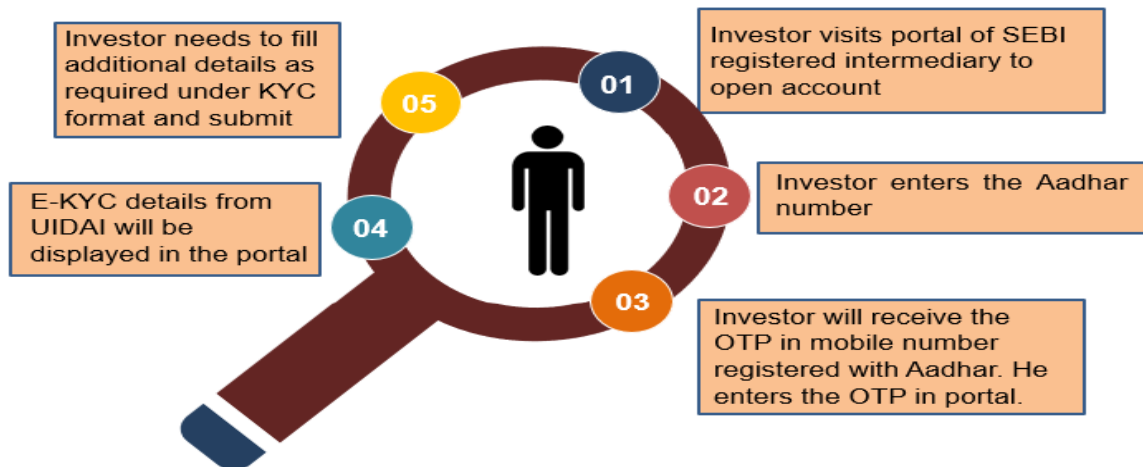 01
Investor visits portal of SEBI
registered intermediary to
open account
02
Investor enters the Aadhar
number
03
Investor will receive the
OTP in mobile number
registered with Aadhar. He
enters the OTP in portal.
04
E-KYC details from
UIDAI will be
displayed in the portal
05
Investor needs to fill
additional details as
required under KYC
format and submit